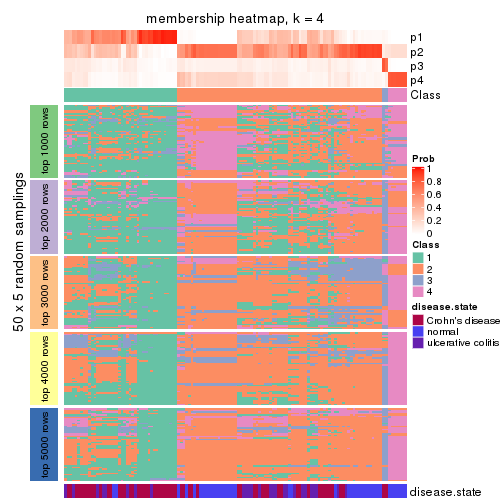 membership heatmap, k = 4
p1
p2
p3
p4
Class
50 x 5 random samplings
top 1000 rows
top 2000 rows
top 3000 rows
top 4000 rows
top 5000 rows
Prob
1
0.8
0.6
0.4
0.2
0
Class
1
2
3
4
disease.state
Crohn's disease
normal
ulcerative colitis
disease.state